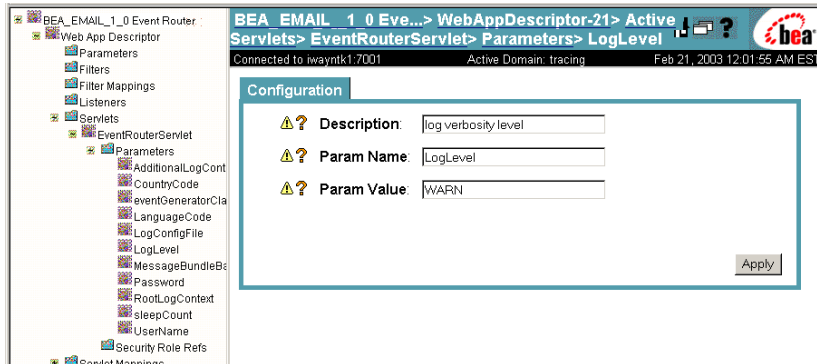 BEA_EMAIL_1_0 Event Router
Web App Descriptor
Parameters
Filters
Filter Mappings
Listeners
Servlets
EventRouterServlet
Parameters
AdditionalLogCont
CountryCode
eventGeneratorCla
LanguageCode
LogConfigFile
LogLevel
MessageBundleBa
Password
RootLogContext
sleepCount
UserName
Security Role Refs
Servlet Mappings
BEA_EMAIL_1_0 Eve...> WebAppDescriptor-21> Active
Servlets> EventRouterServlet> Parameters> LogLevel
?
bea
Connected to iwayntk1:7001 Active Domain: tracing Feb 21, 2003 12:01:55 AM EST
Configuration
? Description: log verbosity level
? Param Name: LogLevel
? Param Value: WARN
Apply